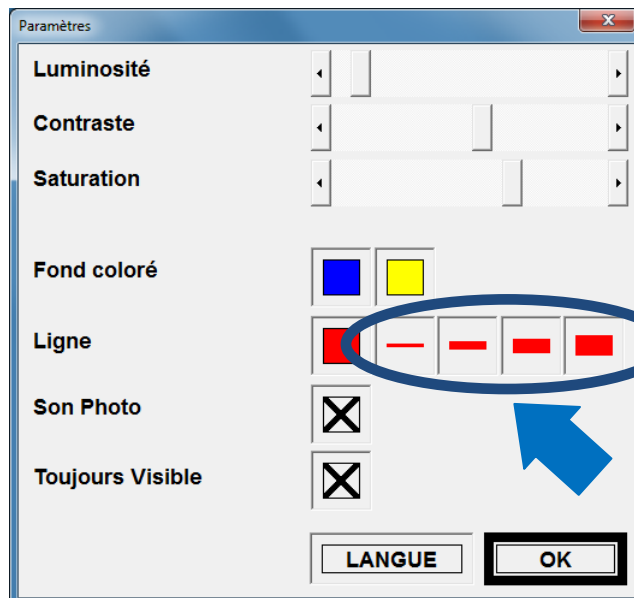 Paramètres
Luminosité
Contraste
Saturation
Fond coloré
Ligne
Son Photo
Toujours Visible
LANGUE OK